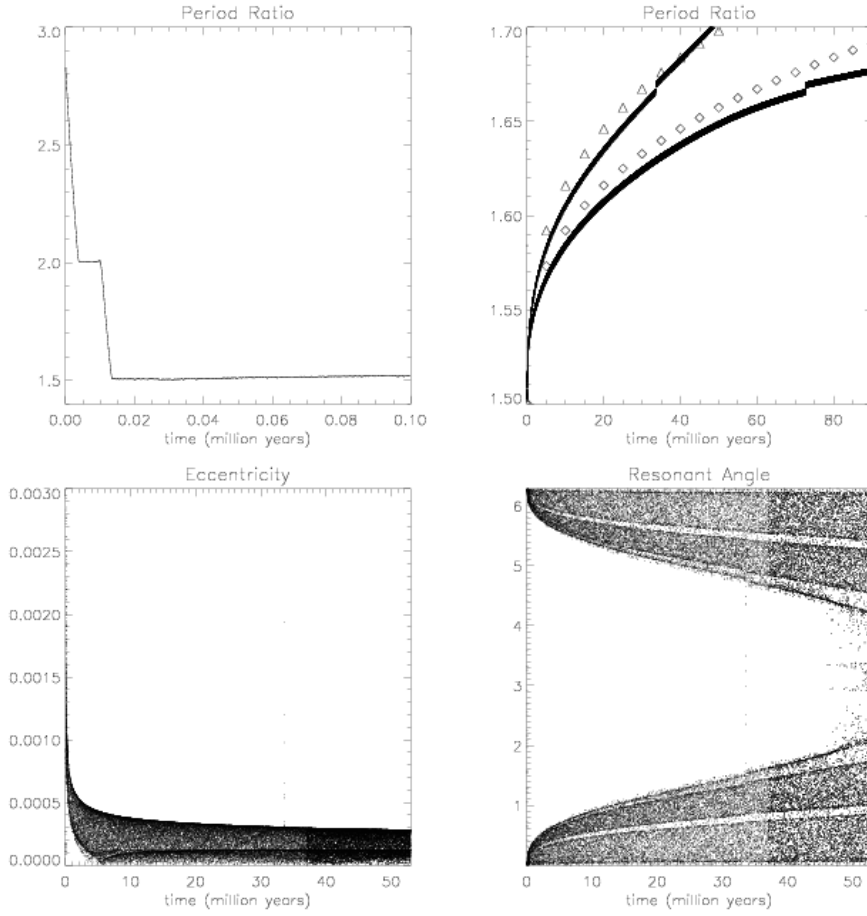 Period Ratio
3.0
2.5
2.0
1.5
0.00 0.02 0.04 0.06 0.08 0.10
time (million years)
Period Ratio
1.70
1.65
1.60
1.55
1.50
0 20 40 60 80
time (million years)
Eccentricity
0.0030
0.0025
0.0020
0.0015
0.0010
0.0005
0.0000
0 10 20 30 40 50
time (million years)
Resonant Angle
6
5
4
3
2
1
0
0 10 20 30 40 50
time (million years)